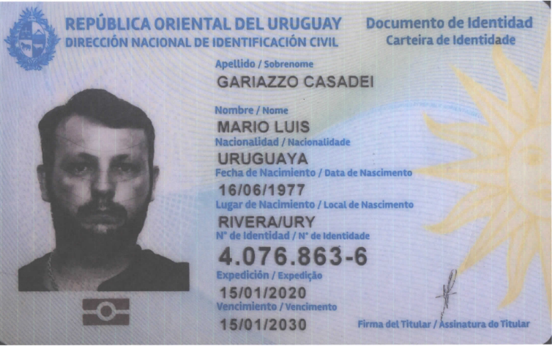 REPÚBLICA ORIENTAL DEL URUGUAY
DIRECCIÓN NACIONAL DE IDENTIFICACIÓN CIVIL
Documento de Identidad
Carteira de Identidade
Apellido / Sobrenome
GARIAZZO CASADEI
Nombre / Nome
MARIO LUIS
Nacionalidad / Nacionalidade
URUGUAYA
Fecha de Nacimiento / Data de Nascimento
16/06/1977
Lugar de Nacimiento / Local de Nascimento
RIVERA/URY
N° de Identidad / N° de Identidade
4.076.863-6
Expedición / Expedição
15/01/2020
Vencimiento / Vencimento
15/01/2030
Firma del Titular / Assinatura do Titular